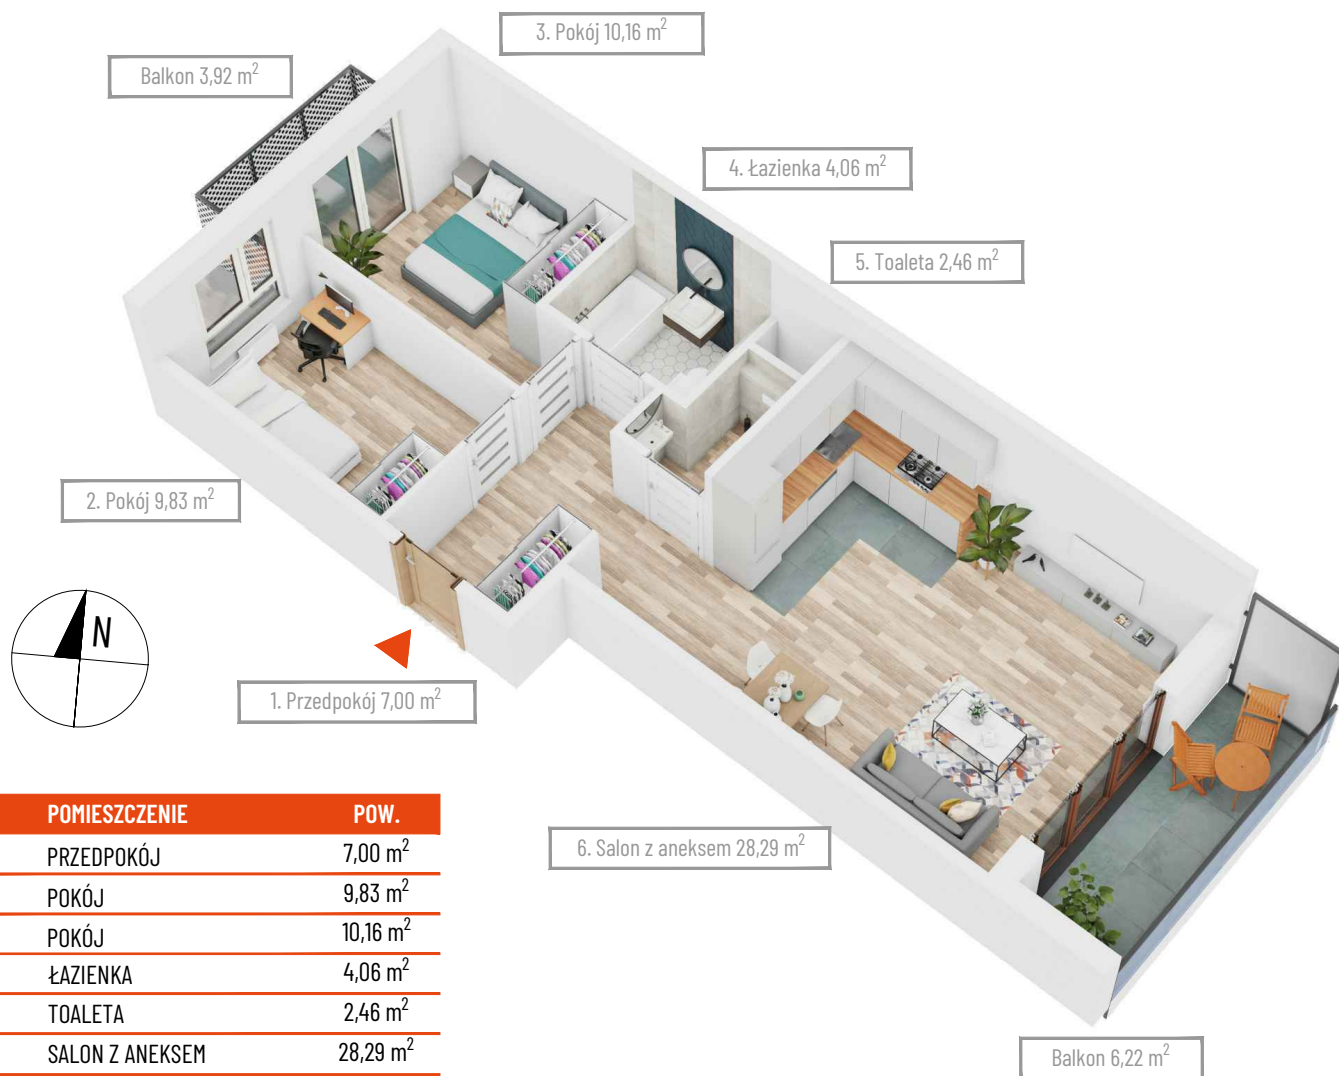 3. Pokój 10,16 m²
Balkon 3,92 m²
4. Łazienka 4,06 m²
5. Toaleta 2,46 m²
2. Pokój 9,83 m²
N
1. Przedpokój 7,00 m²
6. Salon z aneksem 28,29 m²
Balkon 6,22 m²
POMIESZCZENIE POW.
PRZEDPOKÓJ 7,00 m²
POKÓJ 9,83 m²
POKÓJ 10,16 m²
ŁAZIENKA 4,06 m²
TOALETA 2,46 m²
SALON Z ANEKSEM 28,29 m²